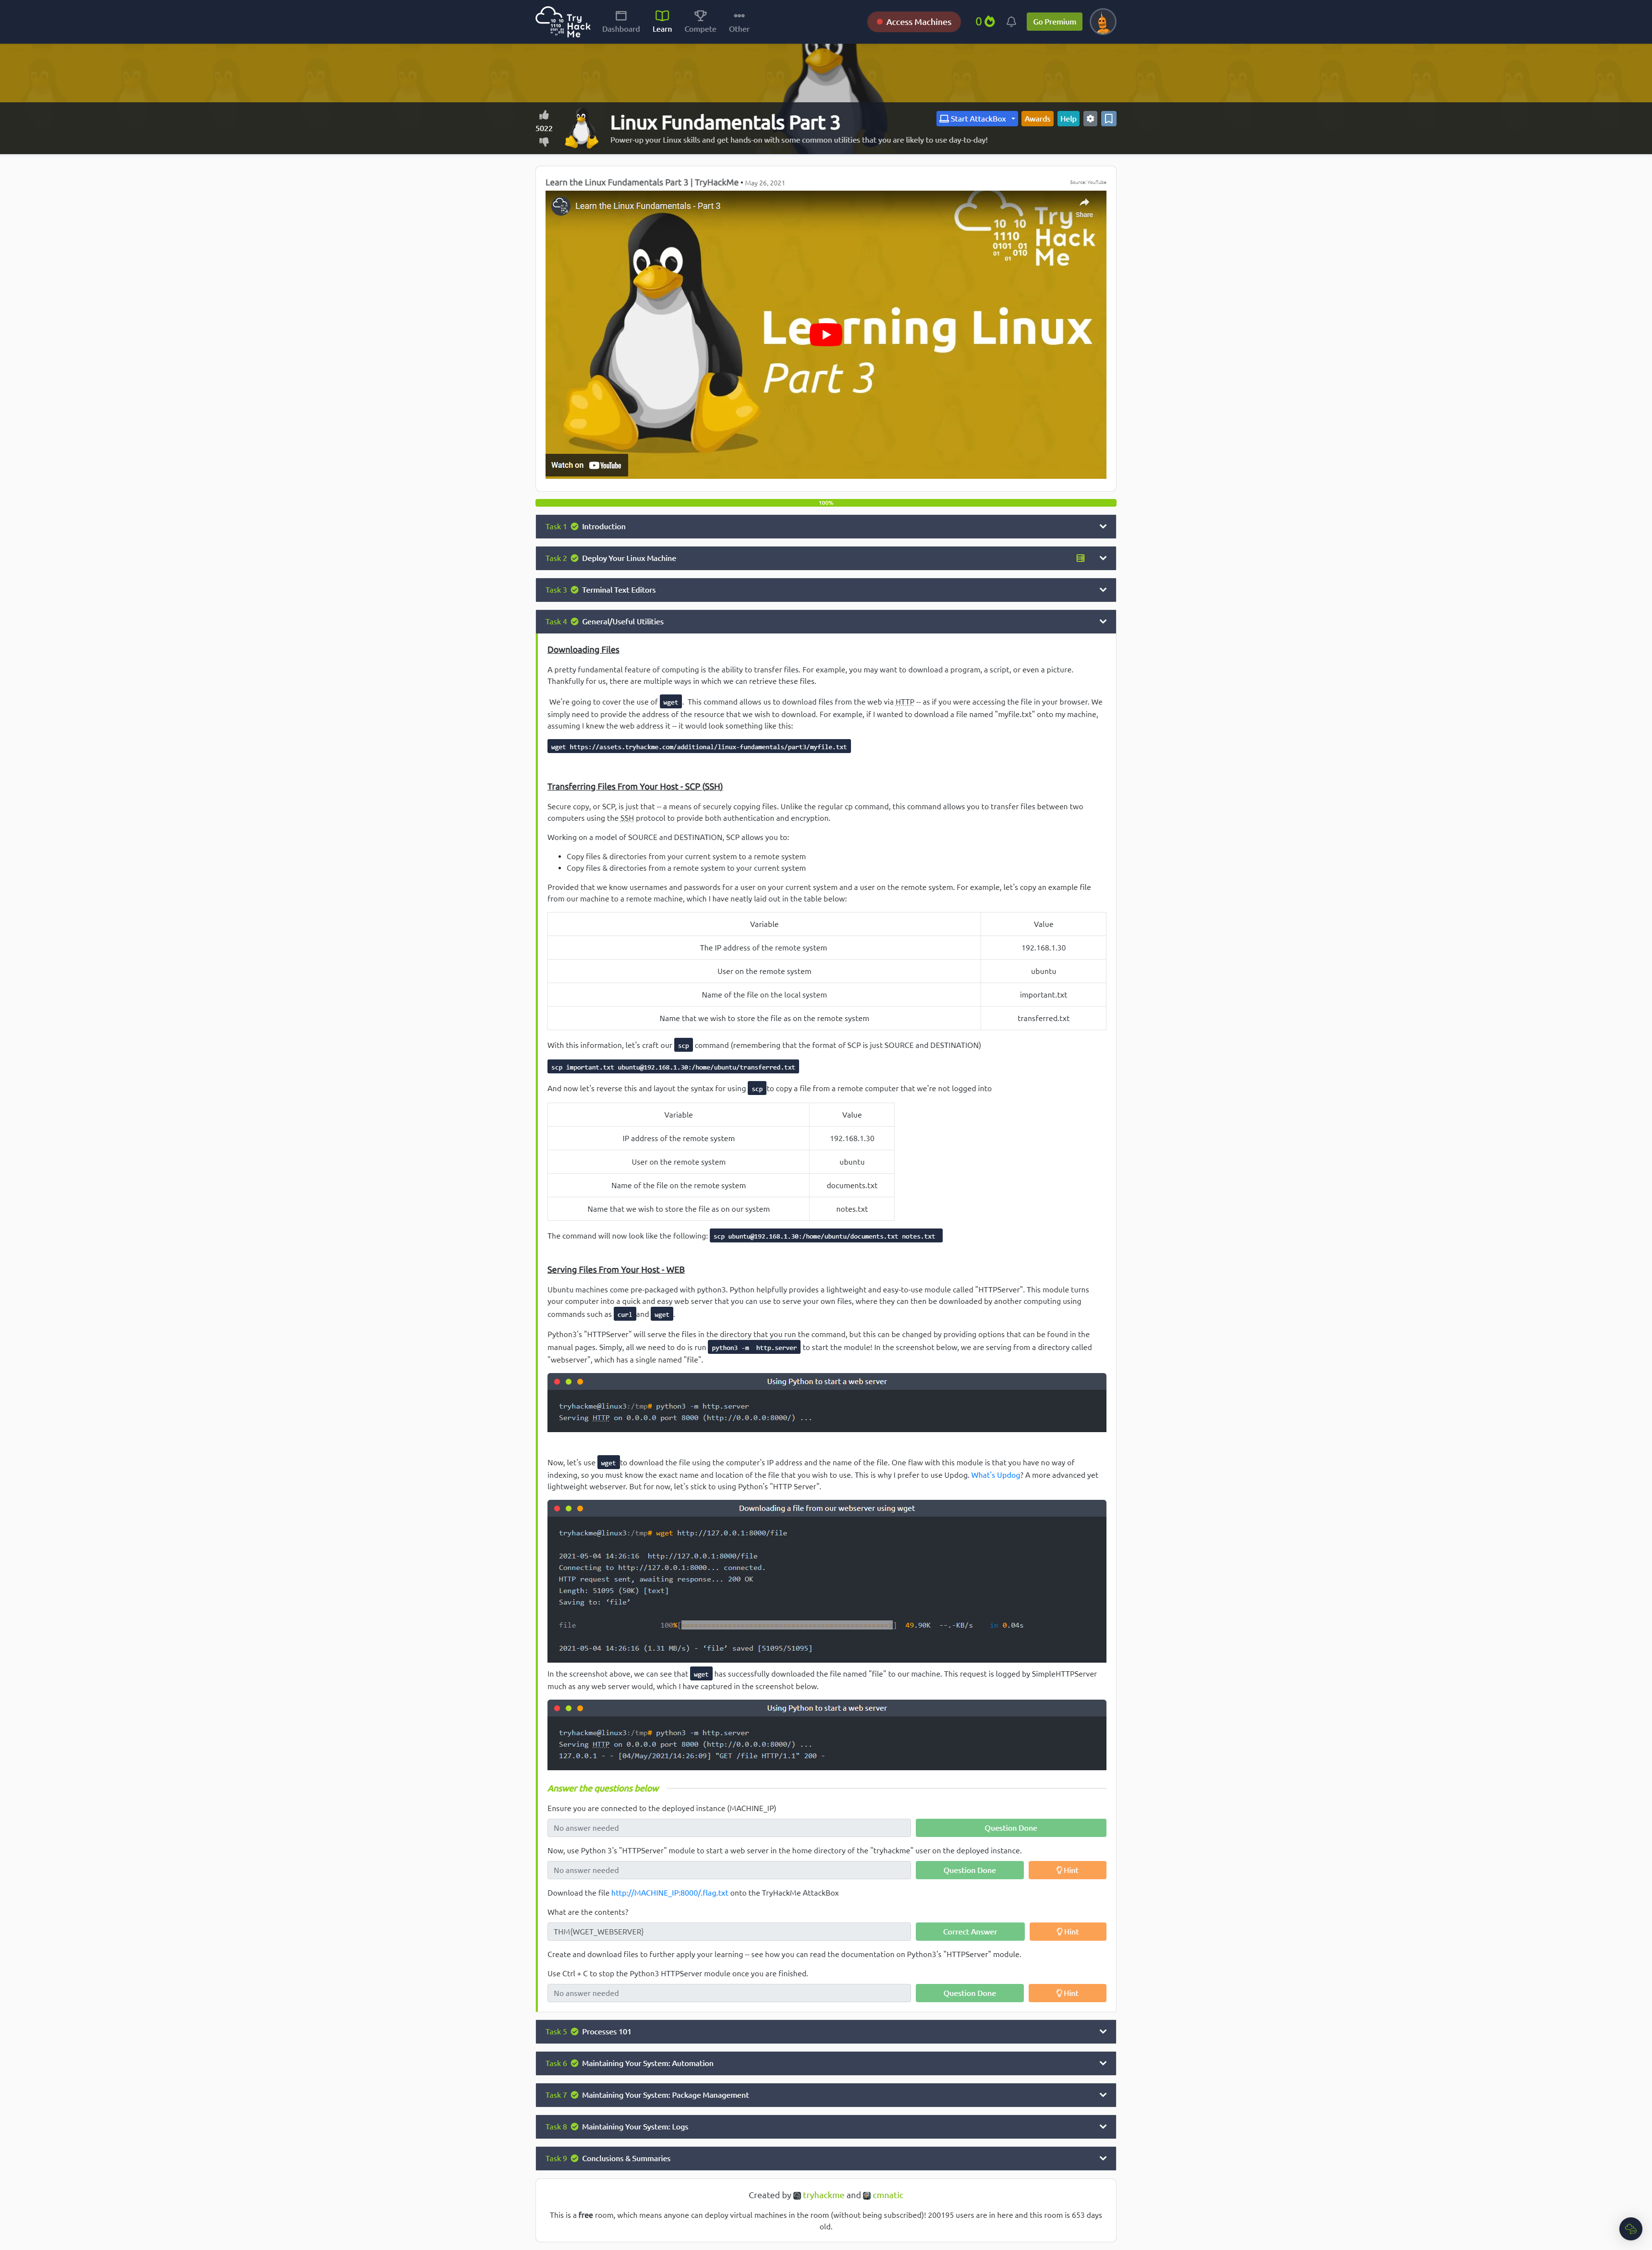 Try
Hack
Me
Dashboard
Learn
Compete
Other
Access Machines
0
Go Premium
5022
Linux Fundamentals Part 3
Power-up your Linux skills and get hands-on with some common utilities that you are likely to use day-to-day!
Start AttackBox
Awards
Help
Learn the Linux Fundamentals Part 3 | TryHackMe • May 26, 2021
Source: YouTube
Learn the Linux Fundamentals - Part 3
Share
Try
Hack
Me
Learning Linux
Part 3
Watch on YouTube
100%
Task 1 Introduction
Task 2 Deploy Your Linux Machine
Task 3 Terminal Text Editors
Task 4 General/Useful Utilities
Downloading Files
A pretty fundamental feature of computing is the ability to transfer files. For example, you may want to download a program, a script, or even a picture.
Thankfully for us, there are multiple ways in which we can retrieve these files.
We're going to cover the use of wget . This command allows us to download files from the web via HTTP -- as if you were accessing the file in your browser. We
simply need to provide the address of the resource that we wish to download. For example, if I wanted to download a file named "myfile.txt" onto my machine,
assuming I knew the web address it -- it would look something like this:
wget https://assets.tryhackme.com/additional/linux-fundamentals/part3/myfile.txt
Transferring Files From Your Host - SCP (SSH)
Secure copy, or SCP, is just that -- a means of securely copying files. Unlike the regular cp command, this command allows you to transfer files between two
computers using the SSH protocol to provide both authentication and encryption.
Working on a model of SOURCE and DESTINATION, SCP allows you to:
• Copy files & directories from your current system to a remote system
• Copy files & directories from a remote system to your current system
Provided that we know usernames and passwords for a user on your current system and a user on the remote system. For example, let's copy an example file
from our machine to a remote machine, which I have neatly laid out in the table below:
Variable Value
The IP address of the remote system 192.168.1.30
User on the remote system ubuntu
Name of the file on the local system important.txt
Name that we wish to store the file as on the remote system transferred.txt
With this information, let's craft our scp command (remembering that the format of SCP is just SOURCE and DESTINATION)
scp important.txt ubuntu@192.168.1.30:/home/ubuntu/transferred.txt
And now let's reverse this and layout the syntax for using scp to copy a file from a remote computer that we're not logged into
Variable Value
IP address of the remote system 192.168.1.30
User on the remote system ubuntu
Name of the file on the remote system documents.txt
Name that we wish to store the file as on our system notes.txt
The command will now look like the following: scp ubuntu@192.168.1.30:/home/ubuntu/documents.txt notes.txt
Serving Files From Your Host - WEB
Ubuntu machines come pre-packaged with python3. Python helpfully provides a lightweight and easy-to-use module called "HTTPServer". This module turns
your computer into a quick and easy web server that you can use to serve your own files, where they can then be downloaded by another computing using
commands such as curl and wget.
Python3's "HTTPServer" will serve the files in the directory that you run the command, but this can be changed by providing options that can be found in the
manual pages. Simply, all we need to do is run python3 -m  http.server to start the module! In the screenshot below, we are serving from a directory called
"webserver", which has a single named "file".
Using Python to start a web server
tryhackme@linux3:/tmp# python3 -m http.server
Serving HTTP on 0.0.0.0 port 8000 (http://0.0.0.0:8000/) ...
Now, let's use wget to download the file using the computer's IP address and the name of the file. One flaw with this module is that you have no way of
indexing, so you must know the exact name and location of the file that you wish to use. This is why I prefer to use Updog. What's Updog? A more advanced yet
lightweight webserver. But for now, let's stick to using Python's "HTTP Server".
Downloading a file from our webserver using wget
tryhackme@linux3:/tmp# wget http://127.0.0.1:8000/file
2021-05-04 14:26:16  http://127.0.0.1:8000/file
Connecting to http://127.0.0.1:8000... connected.
HTTP request sent, awaiting response... 200 OK
Length: 51095 (50K) [text]
Saving to: ‘file’
file 100%[ ] 49.90K --.-KB/s in 0.04s
2021-05-04 14:26:16 (1.31 MB/s) - ‘file’ saved [51095/51095]
In the screenshot above, we can see that wget has successfully downloaded the file named "file" to our machine. This request is logged by SimpleHTTPServer
much as any web server would, which I have captured in the screenshot below.
Using Python to start a web server
tryhackme@linux3:/tmp# python3 -m http.server
Serving HTTP on 0.0.0.0 port 8000 (http://0.0.0.0:8000/) ...
127.0.0.1 - - [04/May/2021/14:26:09] "GET /file HTTP/1.1" 200 -
Answer the questions below
Ensure you are connected to the deployed instance (MACHINE_IP)
No answer needed
Question Done
Now, use Python 3's "HTTPServer" module to start a web server in the home directory of the "tryhackme" user on the deployed instance.
No answer needed
Question Done
Hint
Download the file http://MACHINE_IP:8000/.flag.txt onto the TryHackMe AttackBox
What are the contents?
THM{WGET_WEBSERVER}
Correct Answer
Hint
Create and download files to further apply your learning -- see how you can read the documentation on Python3's "HTTPServer" module.
Use Ctrl + C to stop the Python3 HTTPServer module once you are finished.
No answer needed
Question Done
Hint
Task 5 Processes 101
Task 6 Maintaining Your System: Automation
Task 7 Maintaining Your System: Package Management
Task 8 Maintaining Your System: Logs
Task 9 Conclusions & Summaries
Created by tryhackme and cmnatic
This is a free room, which means anyone can deploy virtual machines in the room (without being subscribed)! 200195 users are in here and this room is 653 days
old.